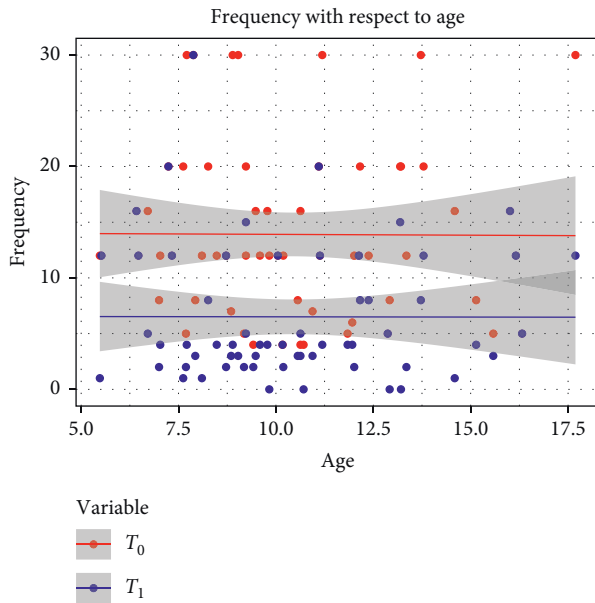 Frequency with respect to age
Frequency
30
20
10
0
5.0 7.5 10.0 12.5 15.0 17.5
Age
Variable
T₀
T₁